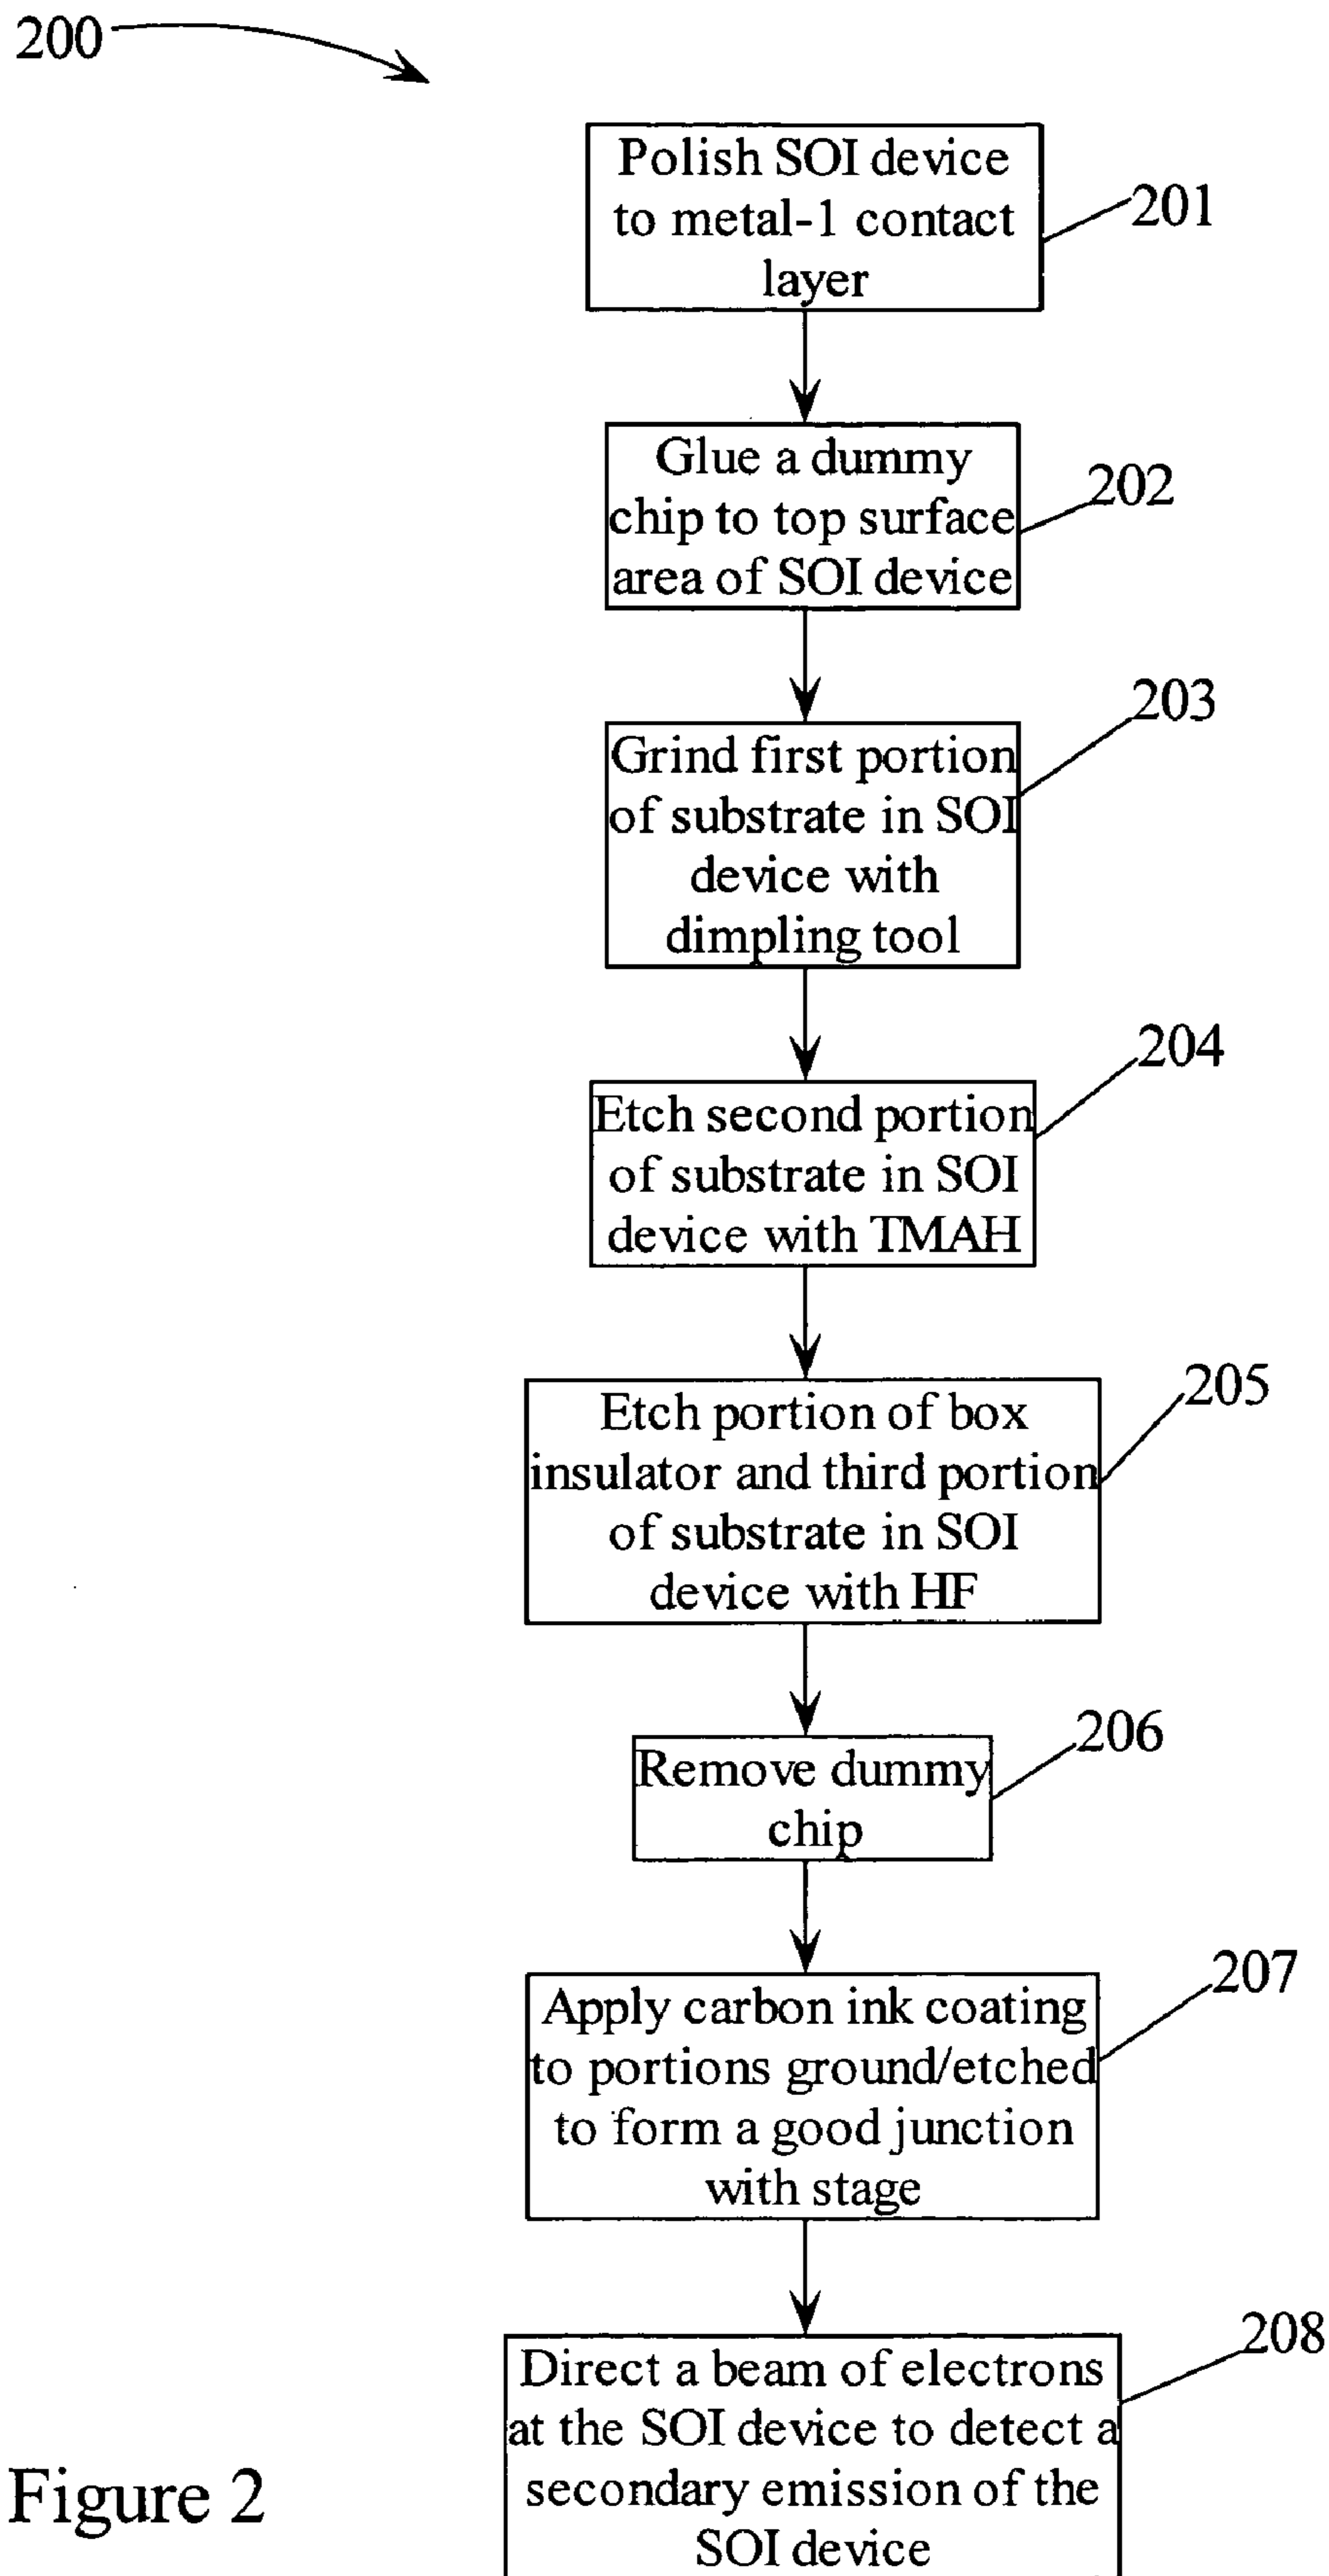 200
Polish SOI device
to metal-1 contact
layer
201
Glue a dummy
chip to top surface
area of SOI device
202
Grind first portion
of substrate in SOI
device with
dimpling tool
203
Etch second portion
of substrate in SOI
device with TMAH
204
Etch portion of box
insulator and third portion
of substrate in SOI
device with HF
205
Remove dummy
chip
206
Apply carbon ink coating
to portions ground/etched
to form a good junction
with stage
207
Direct a beam of electrons
at the SOI device to detect a
secondary emission of the
SOI device
208
Figure 2